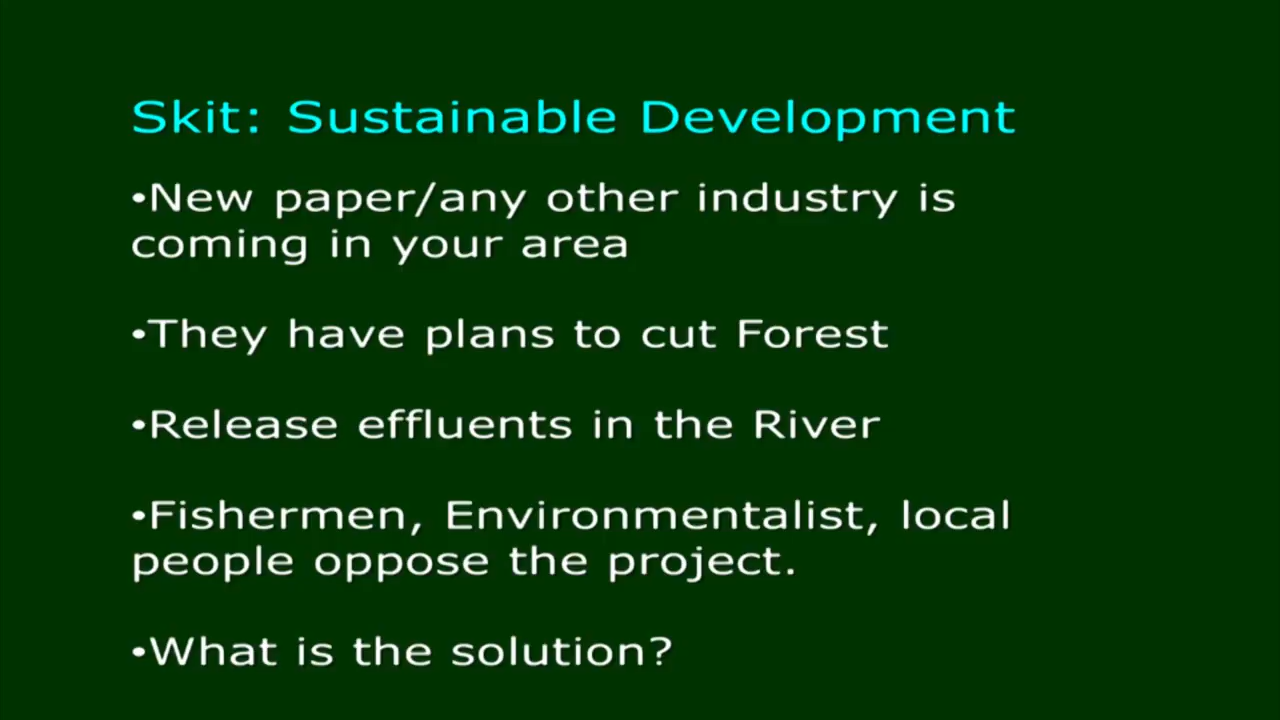 Skit: Sustainable Development
•New paper/any other industry is
coming in your area
•They have plans to cut Forest
•Release effluents in the River
•Fishermen, Environmentalist, local
people oppose the project.
•What is the solution?